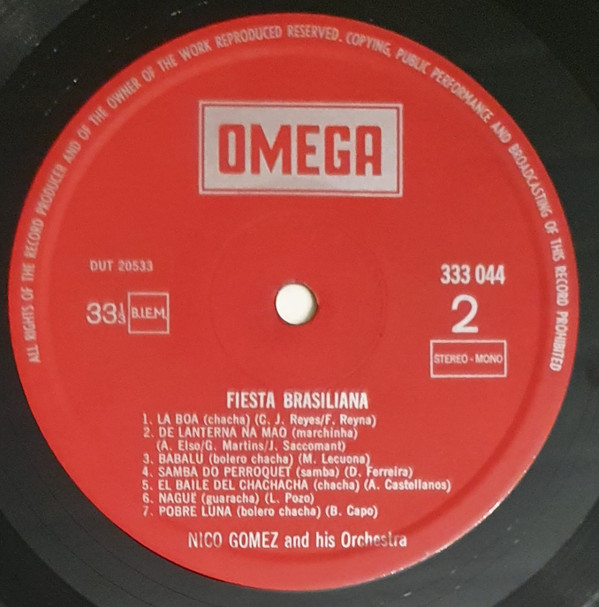 ALL RIGHTS OF THE RECORD PRODUCER AND OF THE OWNER OF THE WORK REPRODUCED RESERVED. COPYING, PUBLIC PERFORMANCE AND BROADCASTING OF THIS RECORD PROHIBITED
OMEGA
DUT 20533
333 044
33⅓ B.I.E.M.
2
STEREO - MONO
FIESTA BRASILIANA
1. LA BOA (chacha) (C. J. Reyes/F. Reyna)
2. DE LANTERNA NA MAO (marchinha)
(A. Elso/G. Martins/J. Saccomant)
3. BABALU (bolero chacha) (M. Lecuona)
4. SAMBA DO PERROQUET (samba) (D. Ferreira)
5. EL BAILE DEL CHACHACHA (chacha) (A. Castellanos)
6. NAGUE (guaracha) (L. Pozo)
7. POBRE LUNA (bolero chacha) (B. Capo)
NICO GOMEZ and his Orchestra